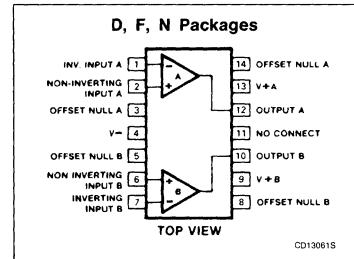 D, F, N Packages
INV. INPUT A 1
NON-INVERTING
INPUT A 2
OFFSET NULL A 3
V− 4
OFFSET NULL B 5
NON INVERTING
INPUT B 6
INVERTING
INPUT B 7
14 OFFSET NULL A
13 V+A
12 OUTPUT A
11 NO CONNECT
10 OUTPUT B
9 V+B
8 OFFSET NULL B
− A
+
+ B
−
TOP VIEW
CD13061S